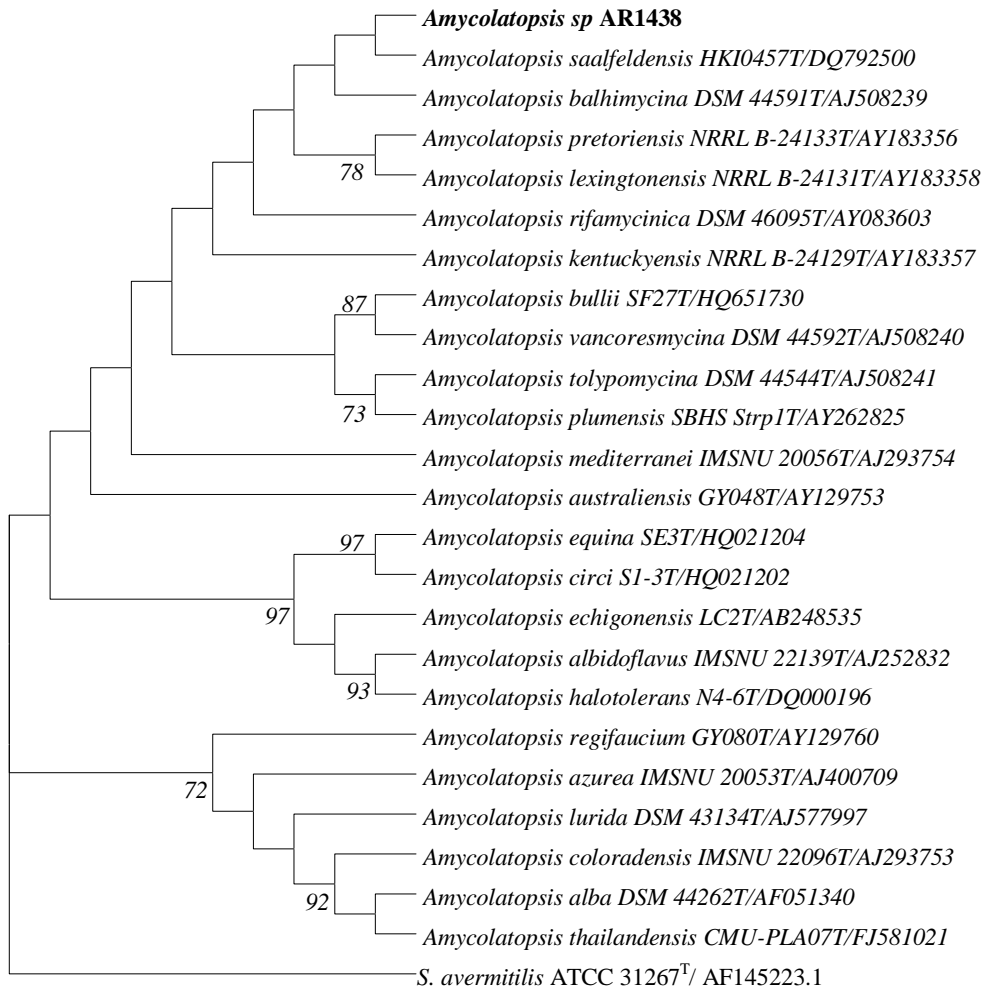 Amycolatopsis sp AR1438
Amycolatopsis saalfeldensis HKI0457T/DQ792500
Amycolatopsis balhimycina DSM 44591T/AJ508239
Amycolatopsis pretoriensis NRRL B-24133T/AY183356
78
Amycolatopsis lexingtonensis NRRL B-24131T/AY183358
Amycolatopsis rifamycinica DSM 46095T/AY083603
Amycolatopsis kentuckyensis NRRL B-24129T/AY183357
87
Amycolatopsis bullii SF27T/HQ651730
Amycolatopsis vancoresmycina DSM 44592T/AJ508240
Amycolatopsis tolypomycina DSM 44544T/AJ508241
73
Amycolatopsis plumensis SBHS Strp1T/AY262825
Amycolatopsis mediterranei IMSNU 20056T/AJ293754
Amycolatopsis australiensis GY048T/AY129753
97
Amycolatopsis equina SE3T/HQ021204
Amycolatopsis circi S1-3T/HQ021202
97
Amycolatopsis echigonensis LC2T/AB248535
Amycolatopsis albidoflavus IMSNU 22139T/AJ252832
93
Amycolatopsis halotolerans N4-6T/DQ000196
Amycolatopsis regifaucium GY080T/AY129760
72
Amycolatopsis azurea IMSNU 20053T/AJ400709
Amycolatopsis lurida DSM 43134T/AJ577997
Amycolatopsis coloradensis IMSNU 22096T/AJ293753
92
Amycolatopsis alba DSM 44262T/AF051340
Amycolatopsis thailandensis CMU-PLA07T/FJ581021
S. avermitilis ATCC 31267ᵀ/ AF145223.1